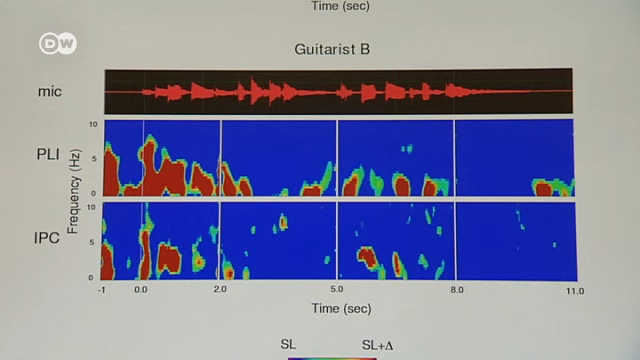 Time (sec)
DW
Guitarist B
mic
PLI
IPC
Frequency (Hz)
10
5
0
10
5
0
-1 0.0 2.0 5.0 8.0 11.0
Time (sec)
SL SL+Δ